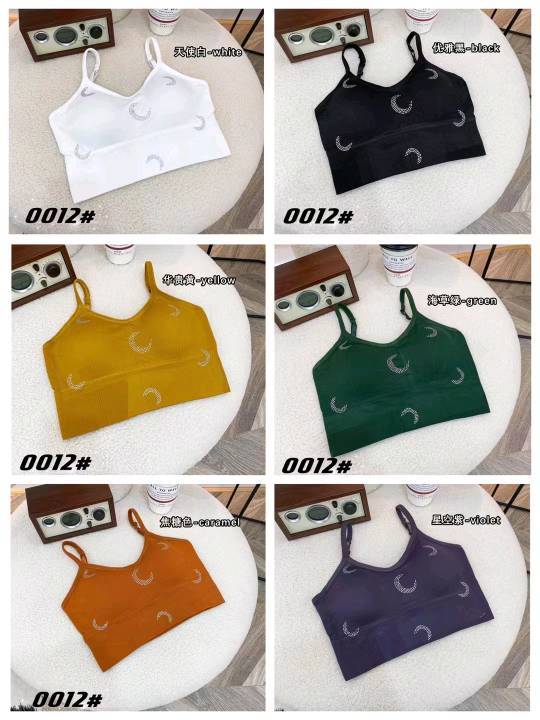 天使白-white
0012#
优雅黑-black
0012#
华贵黄-yellow
0012#
海草绿-green
0012#
焦糖色-caramel
0012#
星空紫-violet